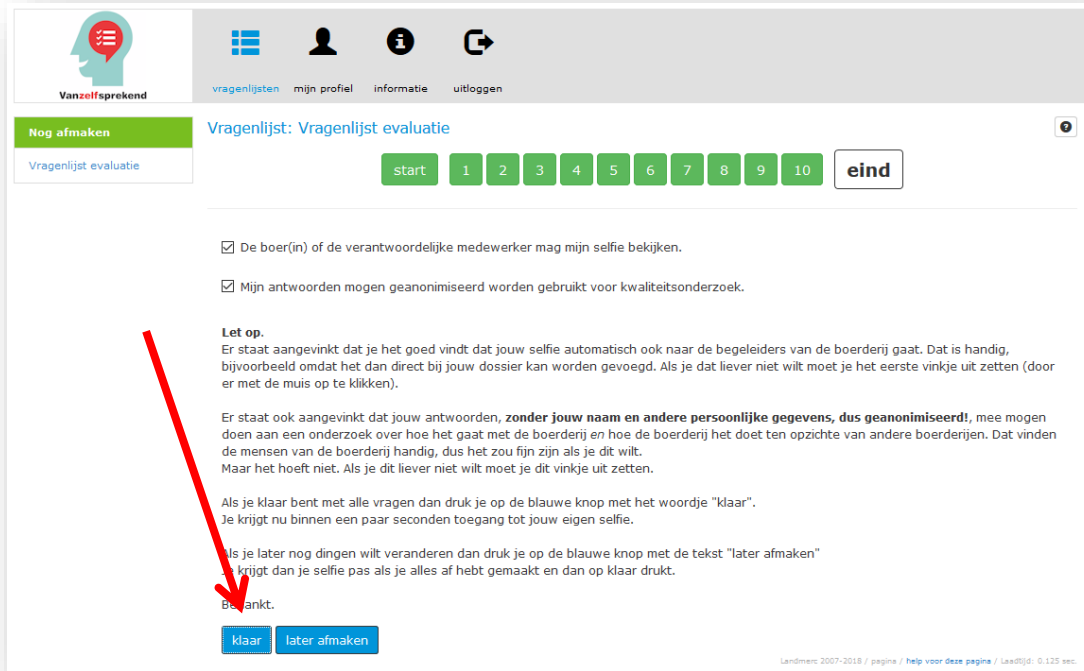 Vanzelfsprekend
vragenlijsten mijn profiel informatie uitloggen
Nog afmaken
Vragenlijst evaluatie
Vragenlijst: Vragenlijst evaluatie
start 1 2 3 4 5 6 7 8 9 10 eind
De boer(in) of de verantwoordelijke medewerker mag mijn selfie bekijken.
Mijn antwoorden mogen geanonimiseerd worden gebruikt voor kwaliteitsonderzoek.
Let op.
Er staat aangevinkt dat je het goed vindt dat jouw selfie automatisch ook naar de begeleiders van de boerderij gaat. Dat is handig,
bijvoorbeeld omdat het dan direct bij jouw dossier kan worden gevoegd. Als je dat liever niet wilt moet je het eerste vinkje uit zetten (door
er met de muis op te klikken).
Er staat ook aangevinkt dat jouw antwoorden, zonder jouw naam en andere persoonlijke gegevens, dus geanonimiseerd!, mee mogen
doen aan een onderzoek over hoe het gaat met de boerderij en hoe de boerderij het doet ten opzichte van andere boerderijen. Dat vinden
de mensen van de boerderij handig, dus het zou fijn zijn als je dit wilt.
Maar het hoeft niet. Als je dit liever niet wilt moet je dit vinkje uit zetten.
Als je klaar bent met alle vragen dan druk je op de blauwe knop met het woordje "klaar".
Je krijgt nu binnen een paar seconden toegang tot jouw eigen selfie.
Als je later nog dingen wilt veranderen dan druk je op de blauwe knop met de tekst "later afmaken"
Je krijgt dan je selfie pas als je alles af hebt gemaakt en dan op klaar drukt.
Bedankt.
klaar later afmaken
Landmerc 2007-2018 / pagina / help voor deze pagina / Laadtijd: 0.125 sec.